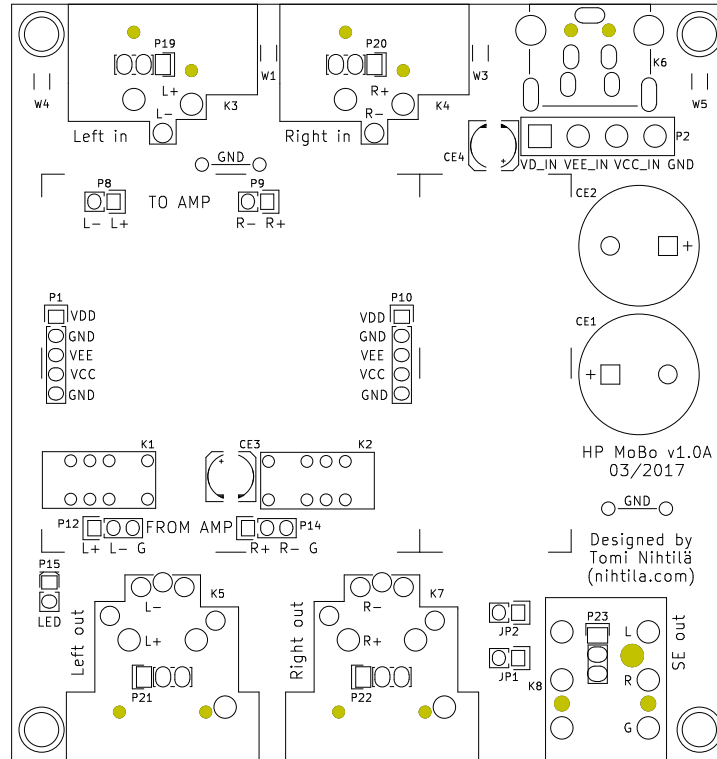 P19
P20
K6
W4
L+
W1
R+
W3
W5
L-
K3
R-
K4
Left in
Right in
P2
CE4
GND
VD_IN VEE_IN VCC_IN GND
P8
TO AMP
P9
CE2
L- L+
R- R+
+
P1
P10
VDD
VDD
CE1
GND
GND
VEE
VEE
VCC
VCC
+
GND
GND
K1
CE3
K2
HP MoBo v1.0A
03/2017
GND
P12
FROM AMP
P14
L+ L- G
R+ R- G
Designed by
Tomi Nihtilä
(nihtila.com)
P15
LED
K5
K7
L-
R-
L+
R+
Left out
Right out
JP2
P23
L
SE out
JP1
K8
R
P21
P22
G